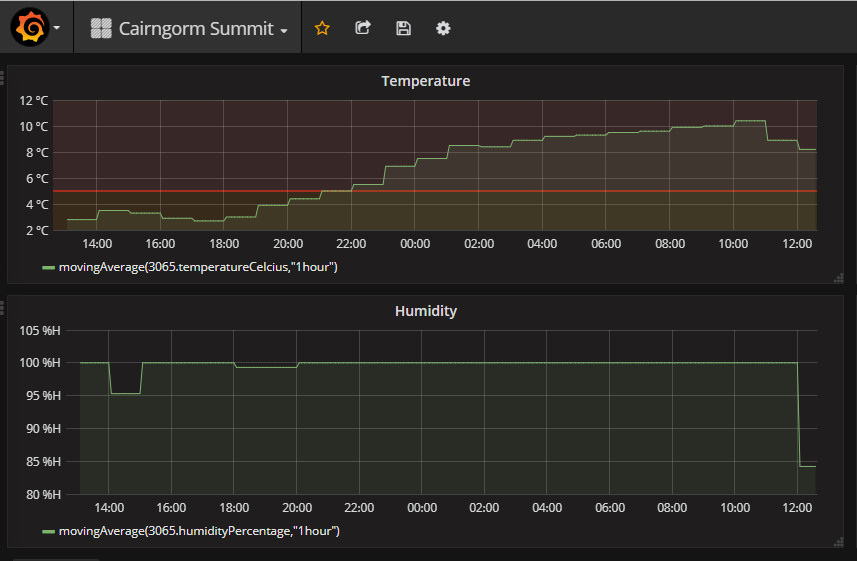 Cairngorm Summit
Temperature
12 °C
10 °C
8 °C
6 °C
4 °C
2 °C
14:00 16:00 18:00 20:00 22:00 00:00 02:00 04:00 06:00 08:00 10:00 12:00
movingAverage(3065.temperatureCelcius,"1hour")
Humidity
105 %H
100 %H
95 %H
90 %H
85 %H
80 %H
14:00 16:00 18:00 20:00 22:00 00:00 02:00 04:00 06:00 08:00 10:00 12:00
movingAverage(3065.humidityPercentage,"1hour")